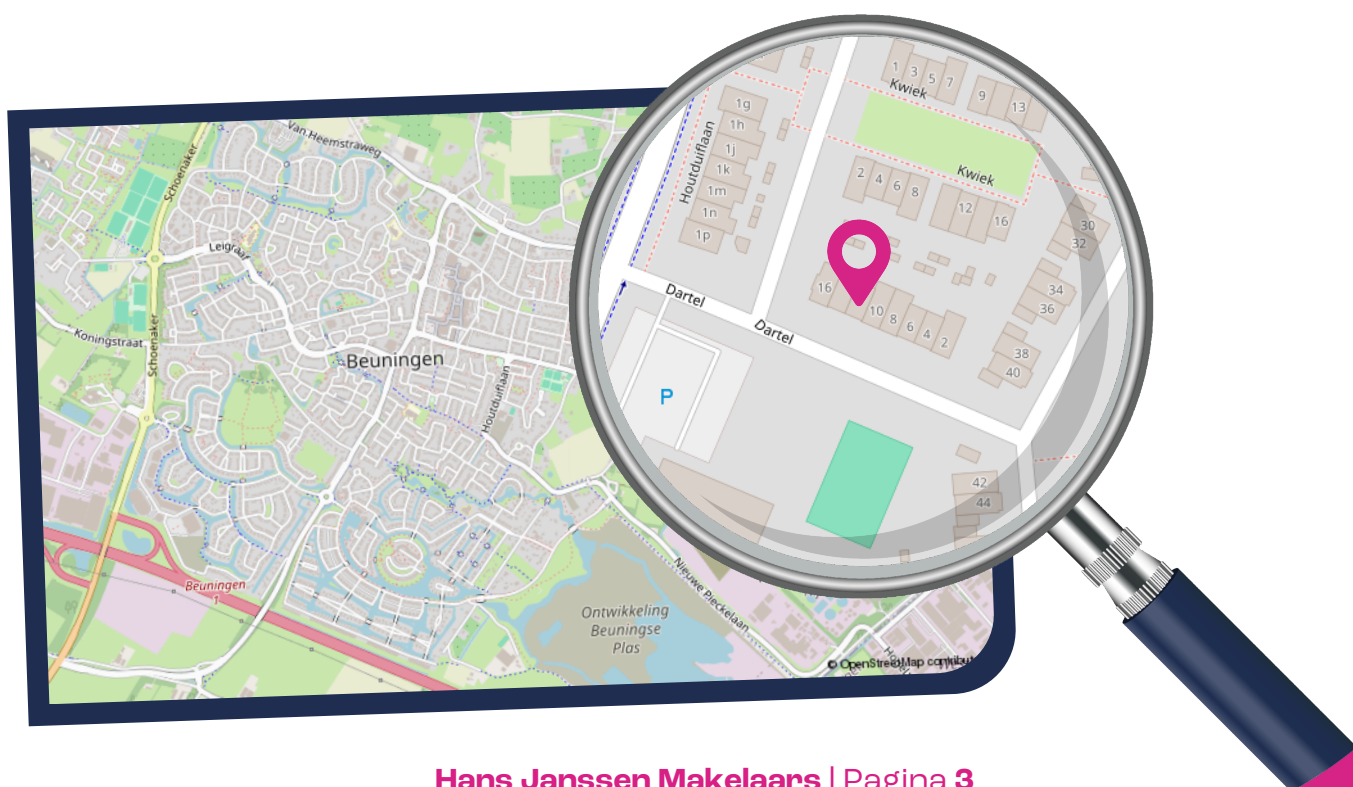 Van Heemstraweg
Schoenaker
Leigraaf
Koningstraat
Schoenaker
Beuningen
Houtduiflaan
Beuningen
1
Ontwikkeling
Beuningse
Plas
Nieuwe Pieckelaan
© OpenStreetMap
1
3
5
7
9
13
Kwiek
1g
1h
1j
1k
1m
1n
1p
Houtduiflaan
Kwiek
2
4
6
8
12
16
30
32
34
36
38
40
16
10
8
6
4
2
Dartel
Dartel
P
42
44
Hans Janssen Makelaars | Pagina 3